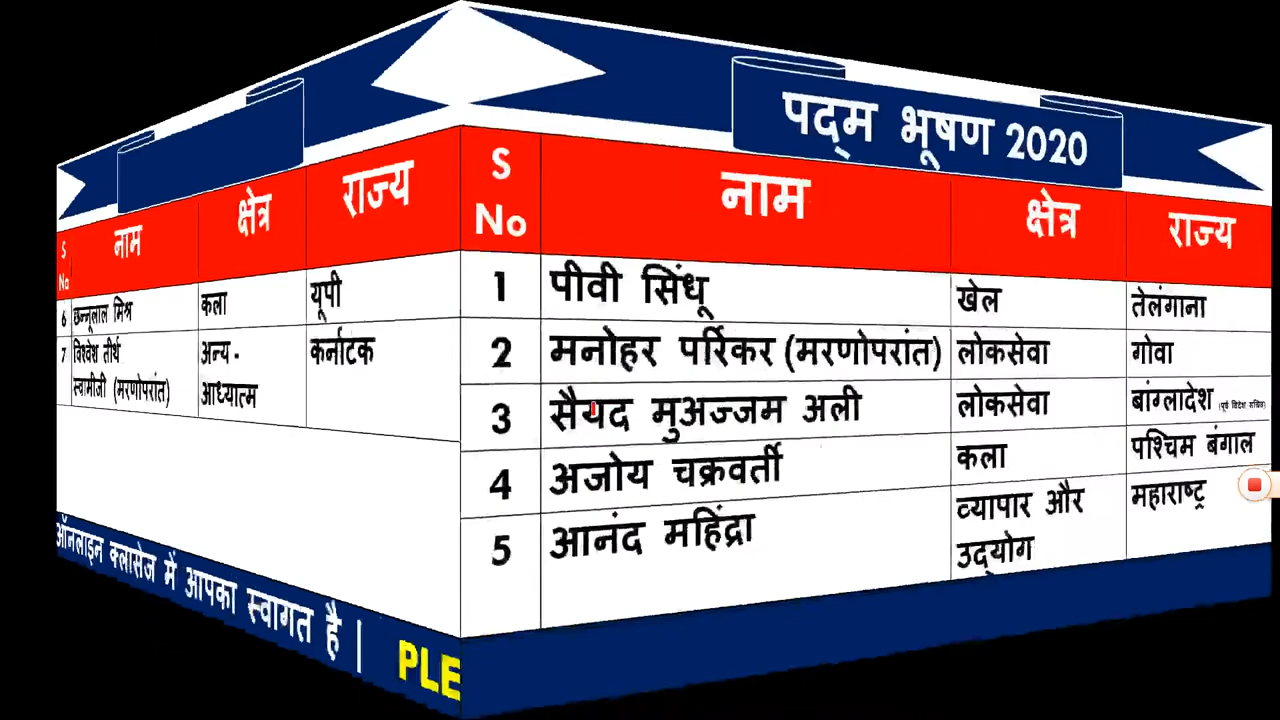 क्षेत्र राज्य
S
No नाम
6 छन्नूलाल मिश्र कला यूपी
7 विश्वेश तीर्थ
स्वामीजी (मरणोपरांत) अन्य - आध्यात्म कर्नाटक
ऑनलाइन क्लासेज में आपका स्वागत है | PLE
पद्म भूषण 2020
S
No नाम क्षेत्र राज्य
1 पीवी सिंधू खेल तेलंगाना
2 मनोहर पर्रिकर (मरणोपरांत) लोकसेवा गोवा
3 सैयद मुअज्जम अली लोकसेवा बांग्लादेश (पूर्व विदेश सचिव)
4 अजोय चक्रवर्ती कला पश्चिम बंगाल
5 आनंद महिंद्रा व्यापार और उद्योग महाराष्ट्र